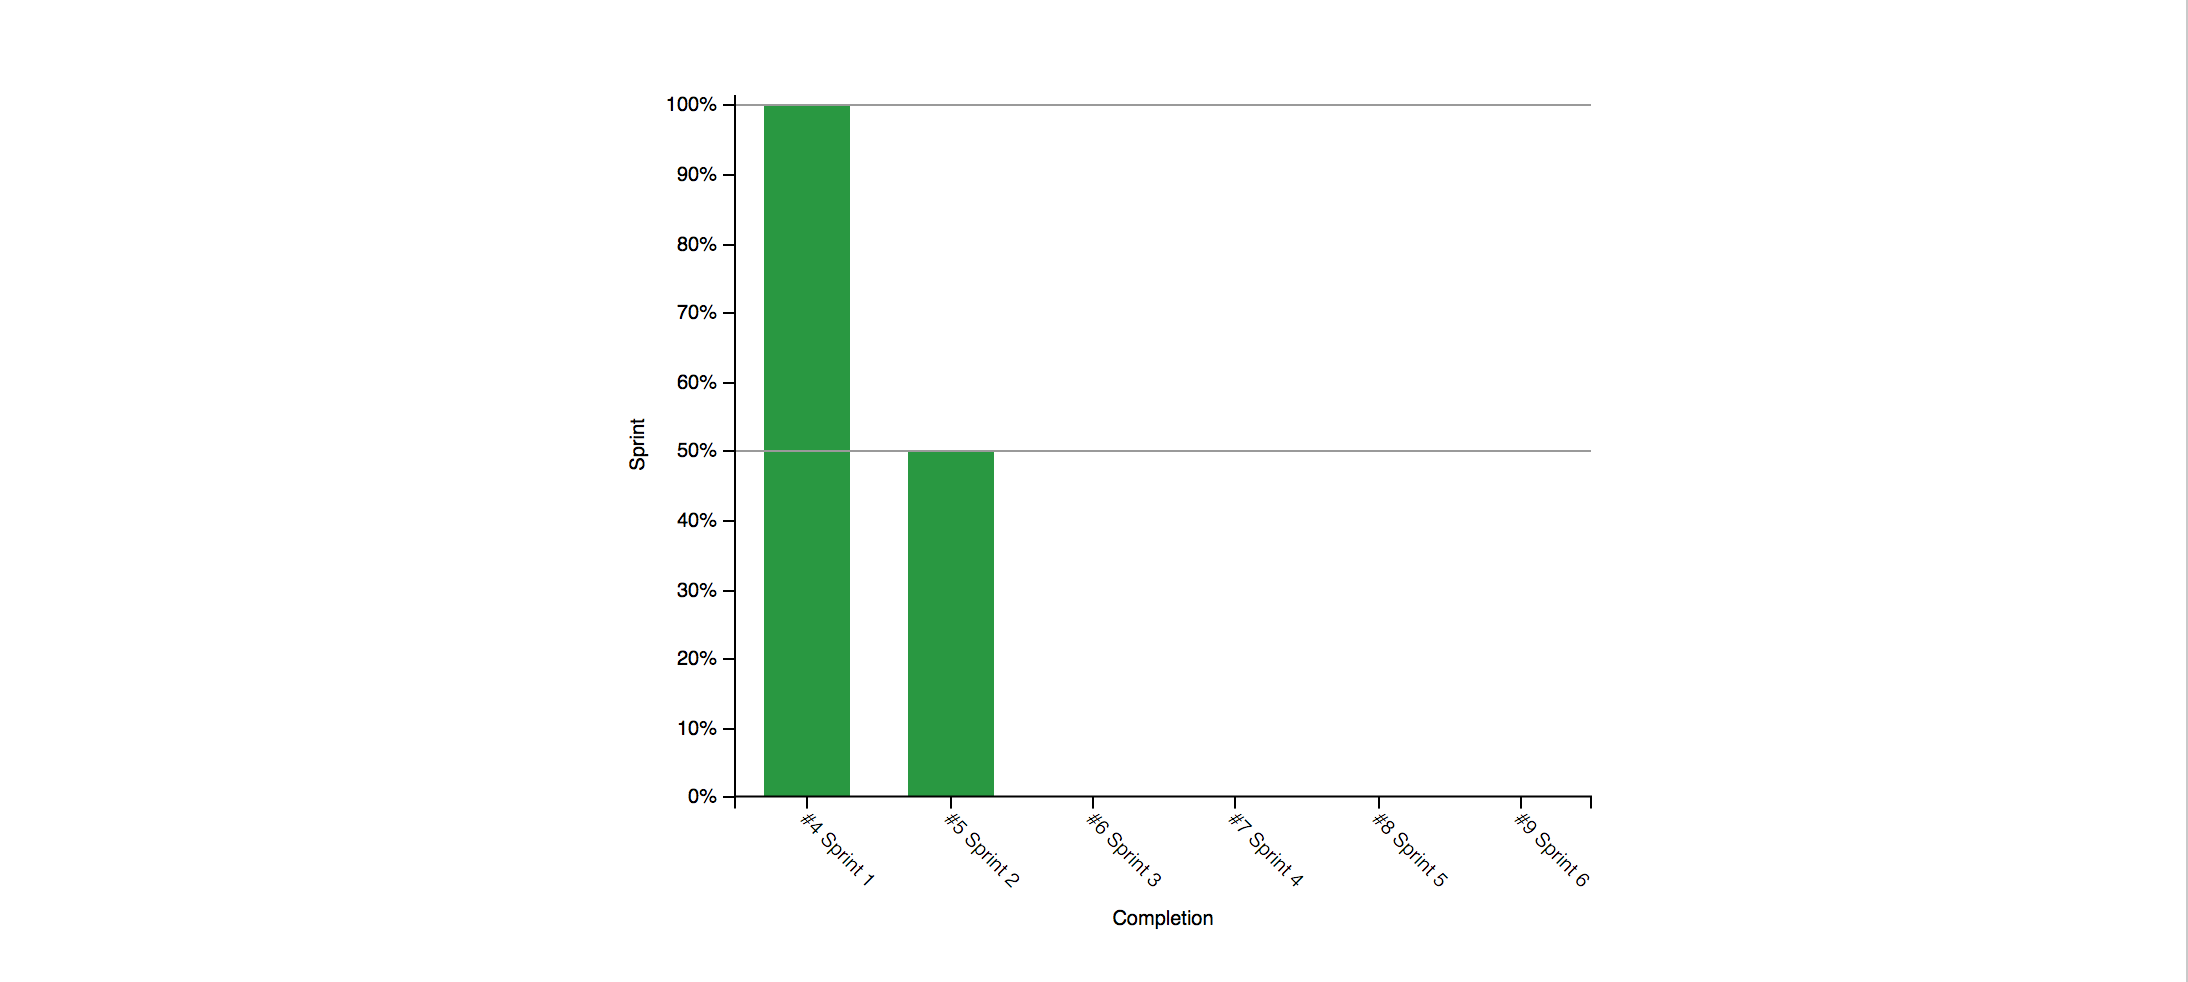 100%
90%
80%
70%
60%
50%
40%
30%
20%
10%
0%
Sprint
#4 Sprint 1
#5 Sprint 2
#6 Sprint 3
#7 Sprint 4
#8 Sprint 5
#9 Sprint 6
Completion